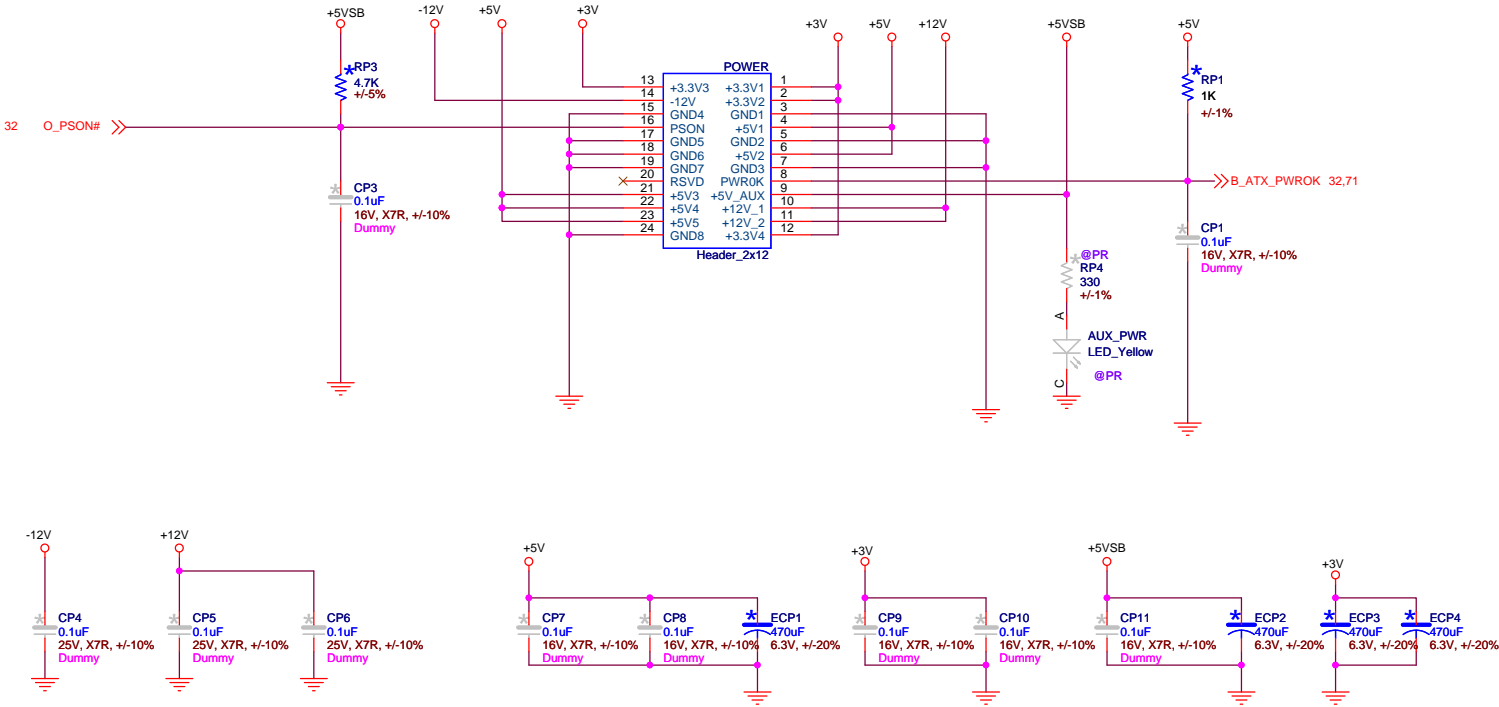 +5VSB
-12V
+5V
+3V
+3V
+5V
+12V
+5VSB
+5V
RP3
4.7K
+/-5%
32 O_PSON#
CP3
0.1uF
16V, X7R, +/-10%
Dummy
POWER
13 +3.3V3 +3.3V1 1
14 -12V +3.3V2 2
15 GND4 GND1 3
16 PSON +5V1 4
17 GND5 GND2 5
18 GND6 +5V2 6
19 GND7 GND3 7
20 RSVD PWR0K 8
21 +5V3 +5V_AUX 9
22 +5V4 +12V_1 10
23 +5V5 +12V_2 11
24 GND8 +3.3V4 12
Header_2x12
RP1
1K
+/-1%
B_ATX_PWROK 32,71
CP1
0.1uF
16V, X7R, +/-10%
Dummy
@PR
RP4
330
+/-1%
A
AUX_PWR
LED_Yellow
@PR
C
-12V
CP4
0.1uF
25V, X7R, +/-10%
Dummy
+12V
CP5
0.1uF
25V, X7R, +/-10%
Dummy
CP6
0.1uF
25V, X7R, +/-10%
Dummy
+5V
CP7
0.1uF
16V, X7R, +/-10%
Dummy
CP8
0.1uF
16V, X7R, +/-10%
Dummy
ECP1
470uF
6.3V, +/-20%
+3V
CP9
0.1uF
16V, X7R, +/-10%
Dummy
CP10
0.1uF
16V, X7R, +/-10%
Dummy
+5VSB
CP11
0.1uF
16V, X7R, +/-10%
Dummy
ECP2
470uF
6.3V, +/-20%
+3V
ECP3
470uF
6.3V, +/-20%
ECP4
470uF
6.3V, +/-20%